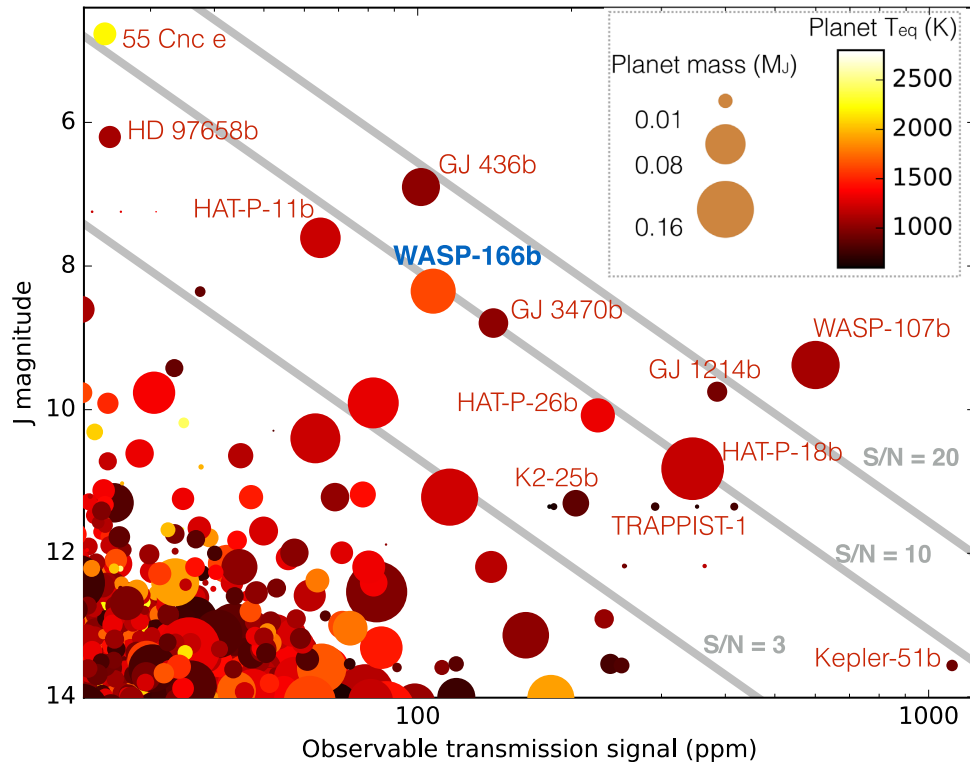 55 Cnc e
Planet T_eq (K)
Planet mass (M_J)
2500
0.01
2000
0.08
1500
0.16
1000
6
HD 97658b
GJ 436b
HAT-P-11b
WASP-166b
8
GJ 3470b
WASP-107b
GJ 1214b
J magnitude
10
HAT-P-26b
HAT-P-18b
S/N = 20
K2-25b
TRAPPIST-1
12
S/N = 10
S/N = 3
Kepler-51b
14
100
1000
Observable transmission signal (ppm)